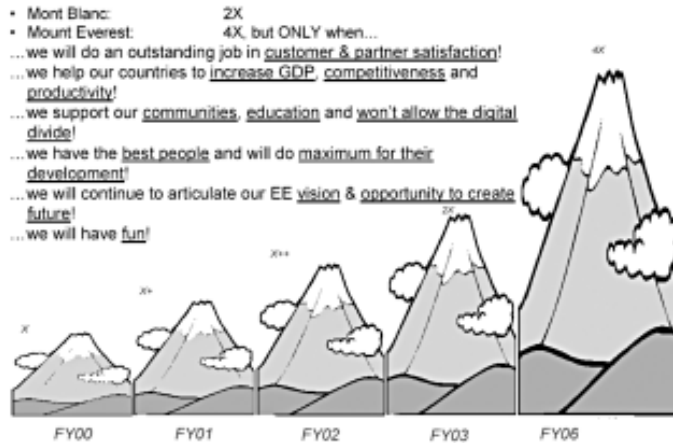 • Mont Blanc: 2X
• Mount Everest: 4X, but ONLY when…
…we will do an outstanding job in customer & partner satisfaction!
…we help our countries to increase GDP, competitiveness and
productivity!
…we support our communities, education and won't allow the digital
divide!
…we have the best people and will do maximum for their
development!
…we will continue to articulate our EE vision & opportunity to create
future!
…we will have fun!
4X
2X
X++
X+
X
FY00 FY01 FY02 FY03 FY06